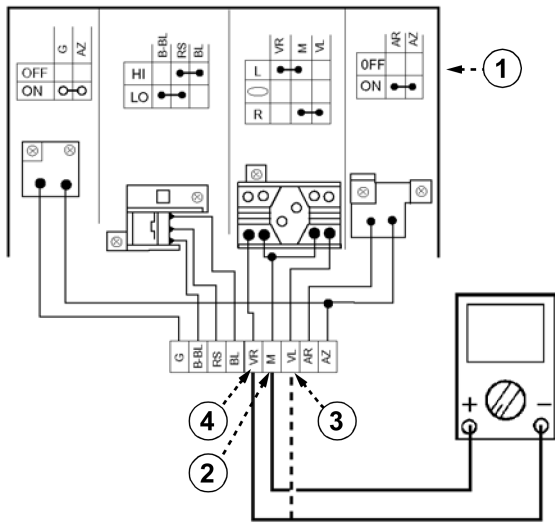 G AZ
OFF
ON
B-BL RS BL
HI
LO
VR M VL
L
R
AR AZ
OFF
ON
1
G B-BL RS BL VR M VL AR AZ
4
3
2
+ −